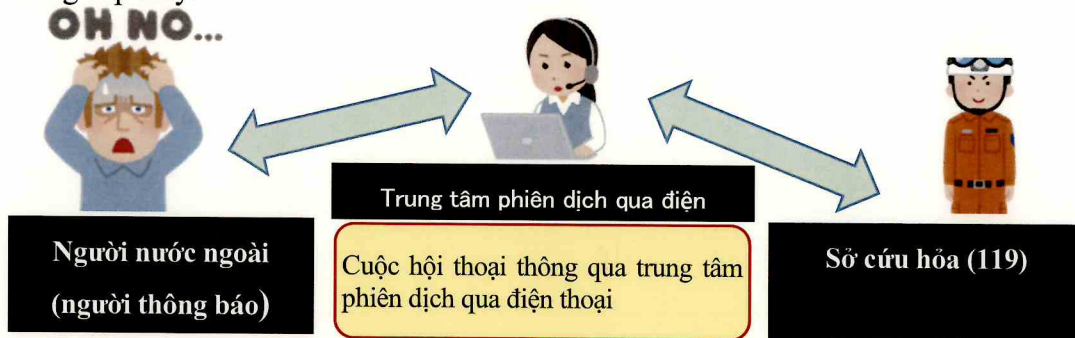 OH NO...
Trung tâm phiên dịch qua điện
Người nước ngoài
(người thông báo)
Cuộc hội thoại thông qua trung tâm
phiên dịch qua điện thoại
Sở cứu hỏa (119)